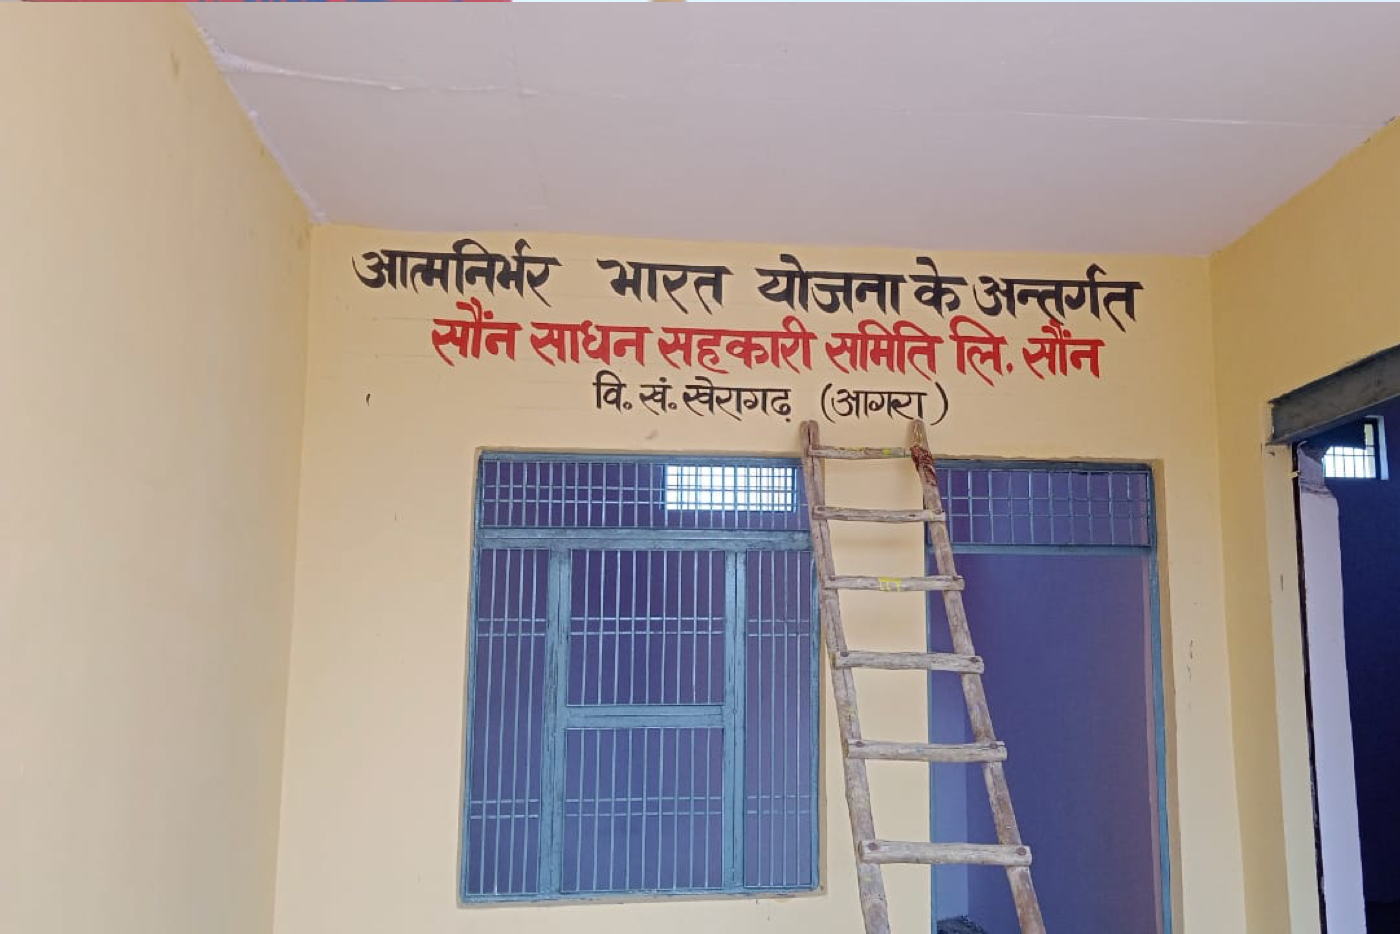 आत्मनिर्भर भारत योजना के अन्तर्गत
सौंन साधन सहकारी समिति लि. सौंन
वि. खं. खेरागढ़ (आगरा)